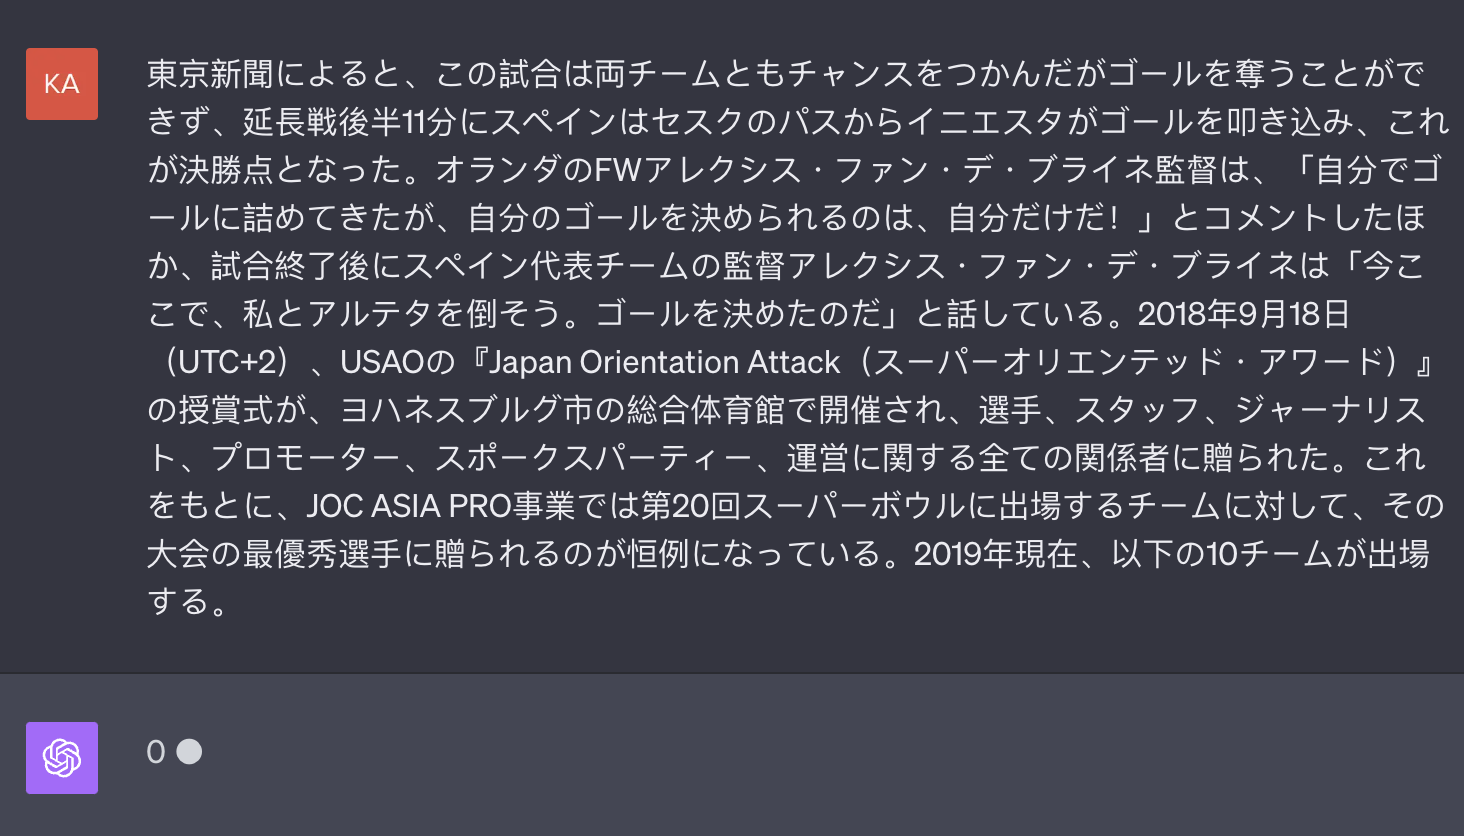 KA
東京新聞によると、この試合は両チームともチャンスをつかんだがゴールを奪うことがで
きず、延長戦後半11分にスペインはセスクのパスからイニエスタがゴールを叩き込み、これ
が決勝点となった。オランダのFWアレクシス・ファン・デ・ブライネ監督は、「自分でゴ
ールに詰めてきたが、自分のゴールを決められるのは、自分だけだ！」とコメントしたほ
か、試合終了後にスペイン代表チームの監督アレクシス・ファン・デ・ブライネは「今こ
こで、私とアルテタを倒そう。ゴールを決めたのだ」と話している。2018年9月18日
（UTC+2）、USAOの『Japan Orientation Attack（スーパーオリエンテッド・アワード）』
の授賞式が、ヨハネスブルグ市の総合体育館で開催され、選手、スタッフ、ジャーナリス
ト、プロモーター、スポークスパーティィー、運営に関する全ての関係者に贈られた。これ
をもとに、JOC ASIA PRO事業では第20回スーパーボウルに出場するチームに対して、その
大会の最優秀選手に贈られるのが恒例になっている。2019年現在、以下の10チームが出場
する。
0